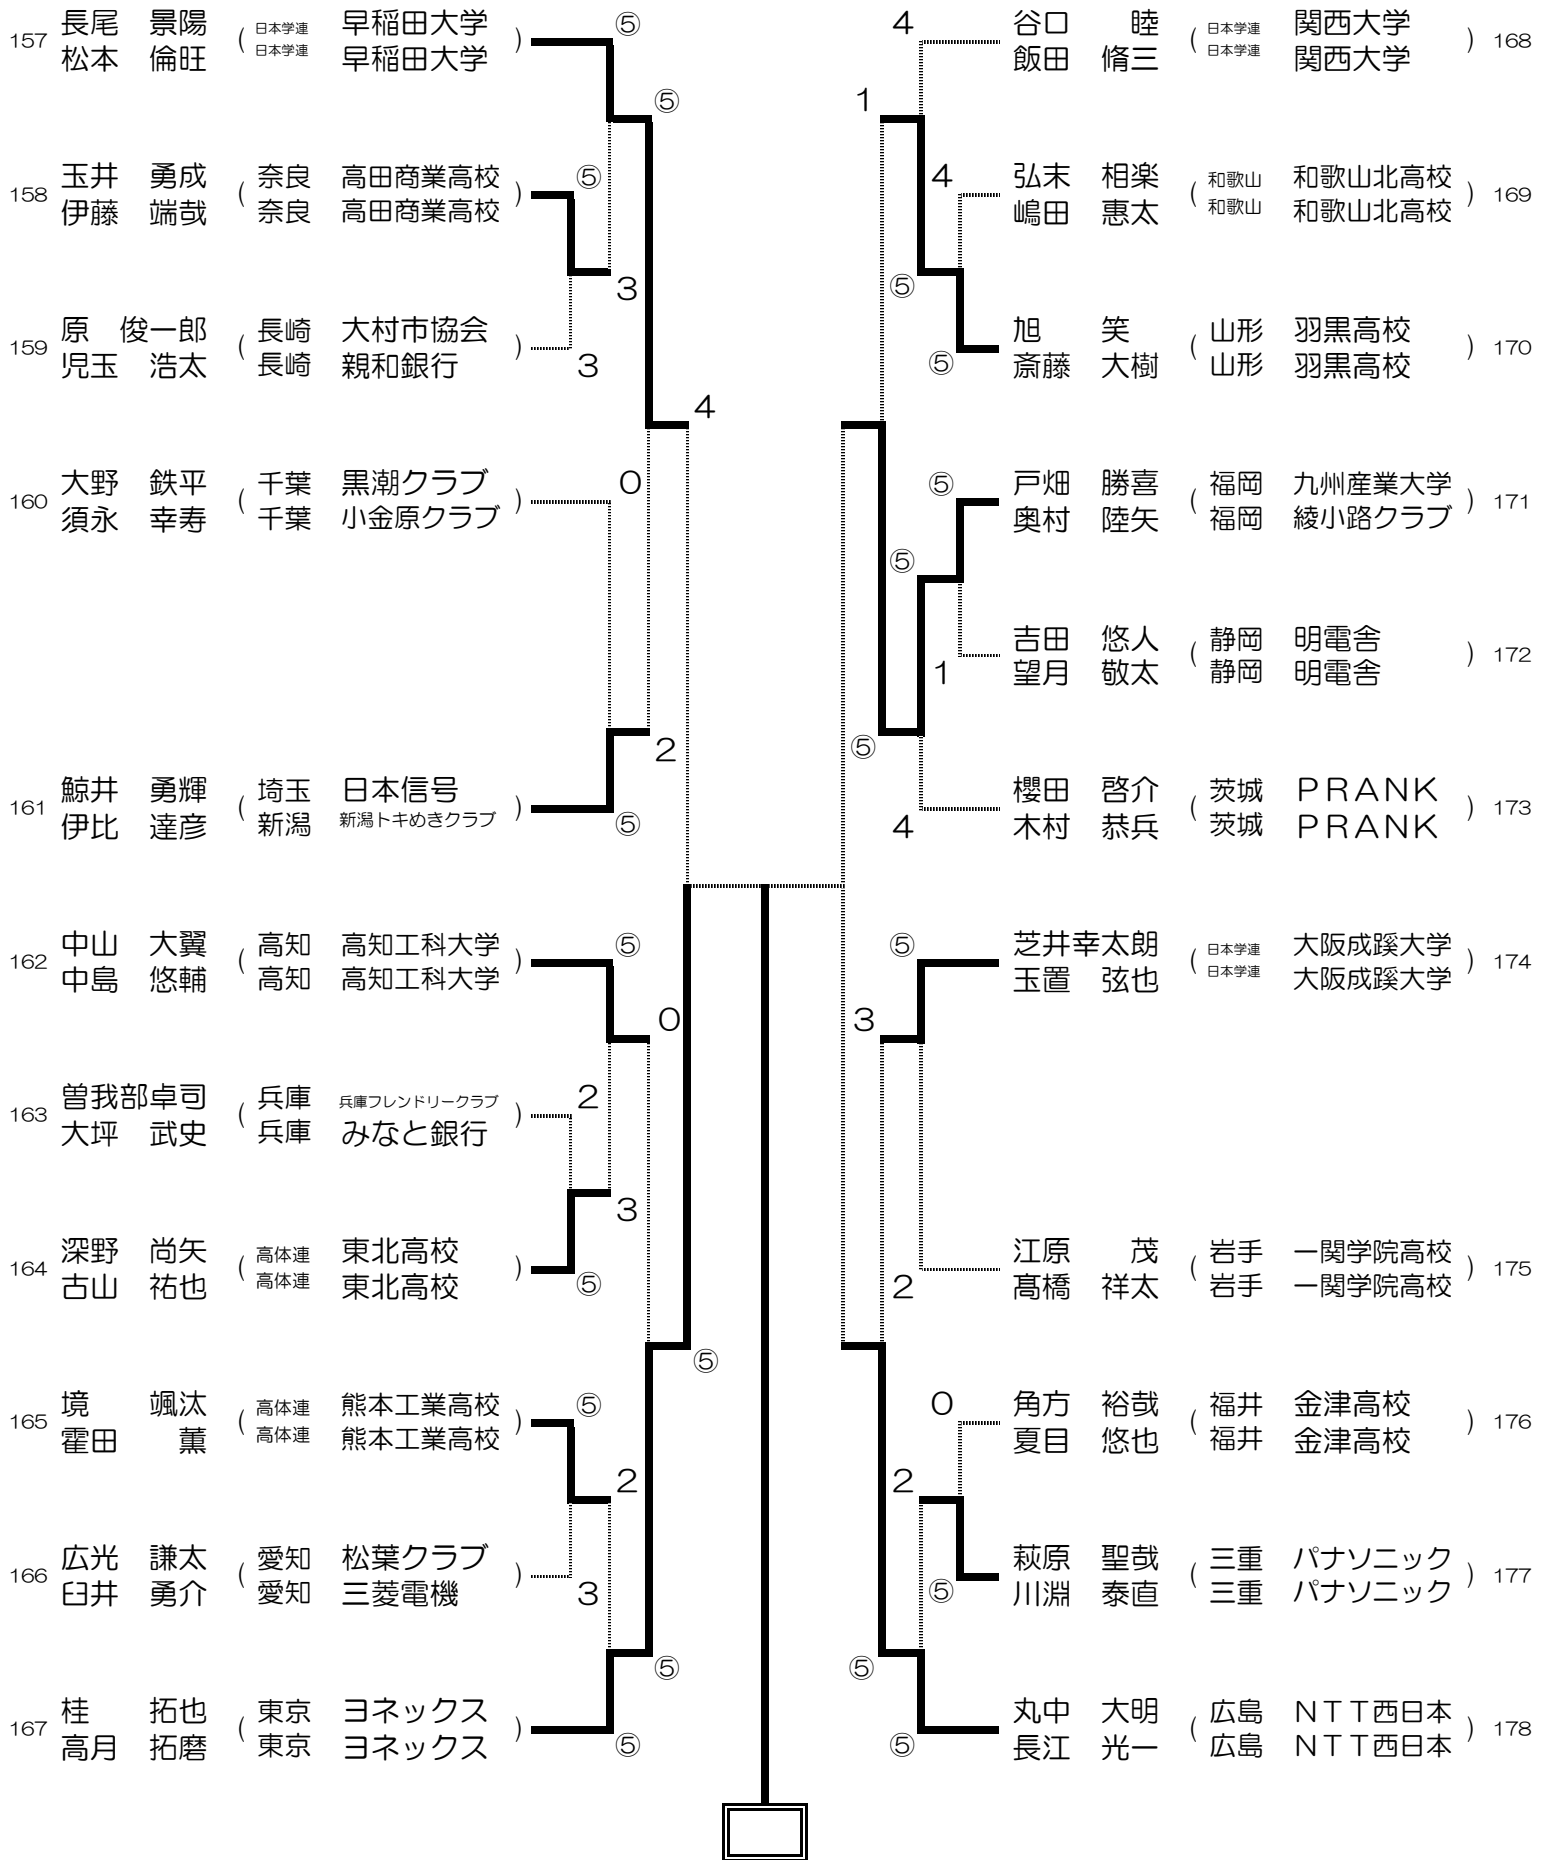 157 長尾 景陽 ( 日本学連 早稲田大学 ) ⑤
松本 倫旺 日本学連 早稲田大学
⑤
158 玉井 勇成 ( 奈良 高田商業高校 ) ⑤
伊藤 端哉 奈良 高田商業高校
3
159 原 俊一郎 ( 長崎 大村市協会 )
児玉 浩太 長崎 親和銀行 3
4
160 大野 鉄平 ( 千葉 黒潮クラブ ) 0
須永 幸寿 千葉 小金原クラブ
2
161 鯨井 勇輝 ( 埼玉 日本信号 )
伊比 達彦 新潟 新潟トキめきクラブ ⑤
162 中山 大翼 ( 高知 高知工科大学 ) ⑤
中島 悠輔 高知 高知工科大学
0
163 曽我部卓司 ( 兵庫 兵庫フレンドリークラブ ) 2
大坪 武史 兵庫 みなと銀行
3
164 深野 尚矢 ( 高体連 東北高校 )
古山 祐也 高体連 東北高校 ⑤
⑤
165 境 颯汰 ( 高体連 熊本工業高校 ) ⑤
霍田 薫 高体連 熊本工業高校
2
166 広光 謙太 ( 愛知 松葉クラブ )
臼井 勇介 愛知 三菱電機 3
⑤
167 桂 拓也 ( 東京 ヨネックス )
高月 拓磨 東京 ヨネックス ⑤
4 谷口 睦 ( 日本学連 関西大学 ) 168
飯田 脩三 日本学連 関西大学
1
4 弘末 相楽 ( 和歌山 和歌山北高校 ) 169
嶋田 惠太 和歌山 和歌山北高校
⑤
旭 笑 ( 山形 羽黒高校 ) 170
⑤ 斎藤 大樹 山形 羽黒高校
⑤ 戸畑 勝喜 ( 福岡 九州産業大学 ) 171
奥村 陸矢 福岡 綾小路クラブ
⑤
吉田 悠人 ( 静岡 明電舎 ) 172
1 望月 敬太 静岡 明電舎
⑤
櫻田 啓介 ( 茨城 PRANK ) 173
4 木村 恭兵 茨城 PRANK
⑤ 芝井幸太朗 ( 日本学連 大阪成蹊大学 ) 174
玉置 弦也 日本学連 大阪成蹊大学
3
江原 茂 ( 岩手 一関学院高校 ) 175
2 髙橋 祥太 岩手 一関学院高校
0 角方 裕哉 ( 福井 金津高校 ) 176
夏目 悠也 福井 金津高校
2
萩原 聖哉 ( 三重 パナソニック ) 177
⑤ 川淵 泰直 三重 パナソニック
⑤
丸中 大明 ( 広島 NTT西日本 ) 178
⑤ 長江 光一 広島 NTT西日本